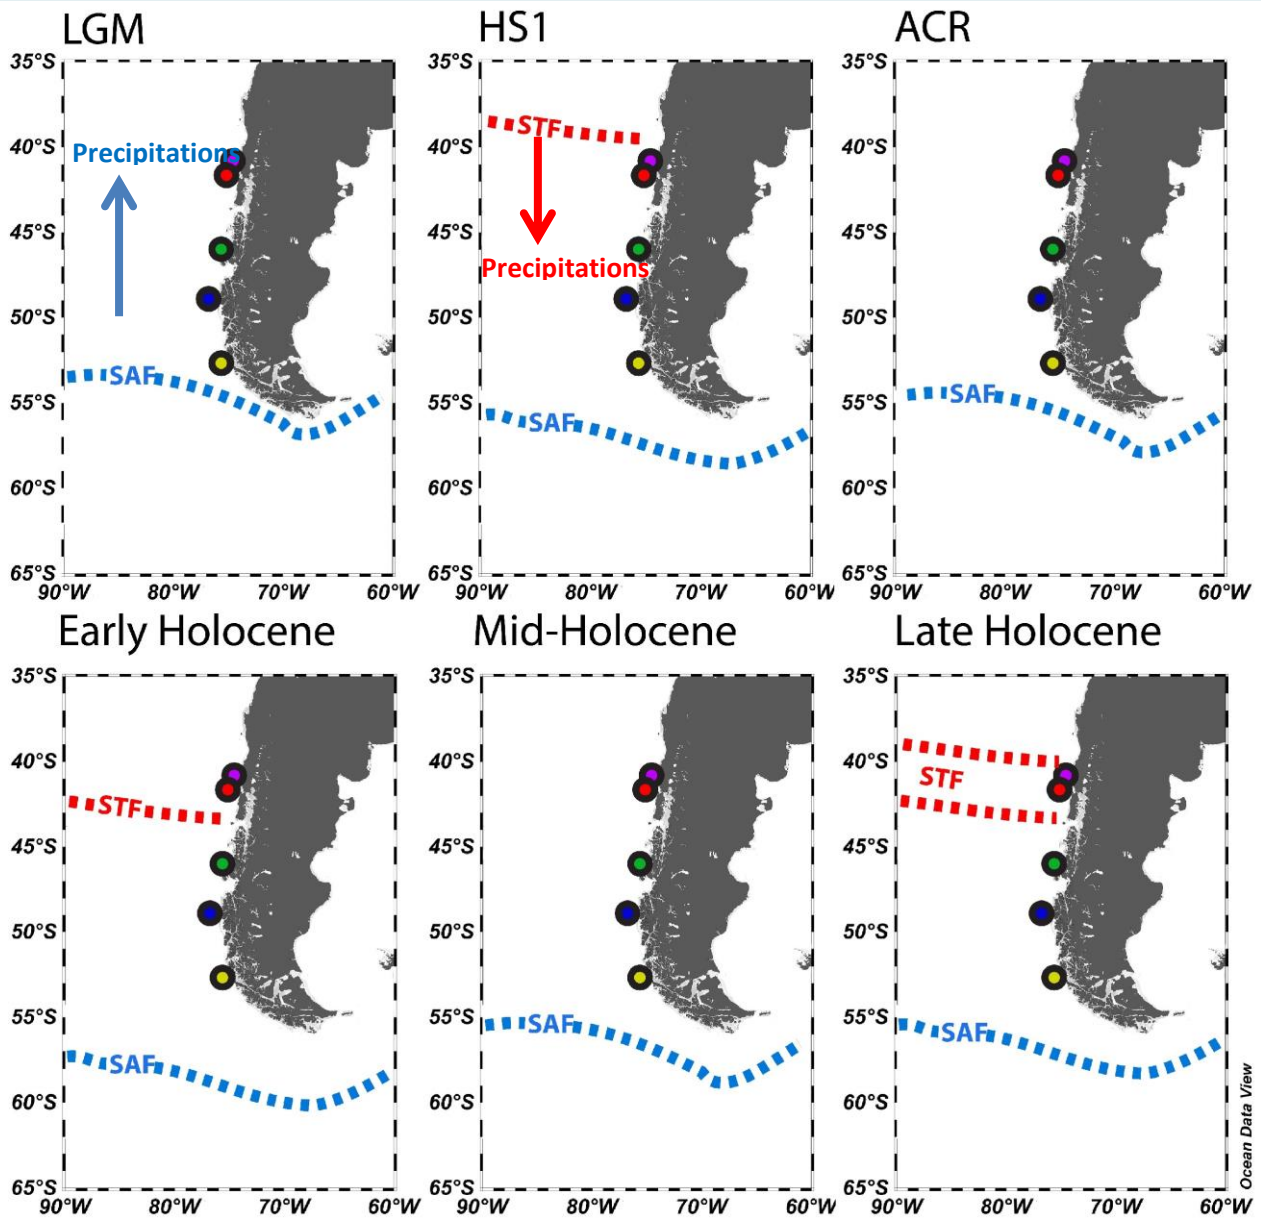 LGM
HS1
ACR
35°S
40°S
45°S
50°S
55°S
60°S
65°S
90°W
80°W
70°W
60°W
Precipitations
SAF
35°S
40°S
45°S
50°S
55°S
60°S
65°S
90°W
80°W
70°W
60°W
STF
Precipitations
SAF
35°S
40°S
45°S
50°S
55°S
60°S
65°S
90°W
80°W
70°W
60°W
SAF
Early Holocene
Mid-Holocene
Late Holocene
35°S
40°S
45°S
50°S
55°S
60°S
65°S
90°W
80°W
70°W
60°W
STF
SAF
35°S
40°S
45°S
50°S
55°S
60°S
65°S
90°W
80°W
70°W
60°W
SAF
35°S
40°S
45°S
50°S
55°S
60°S
65°S
90°W
80°W
70°W
60°W
STF
SAF
Ocean Data View